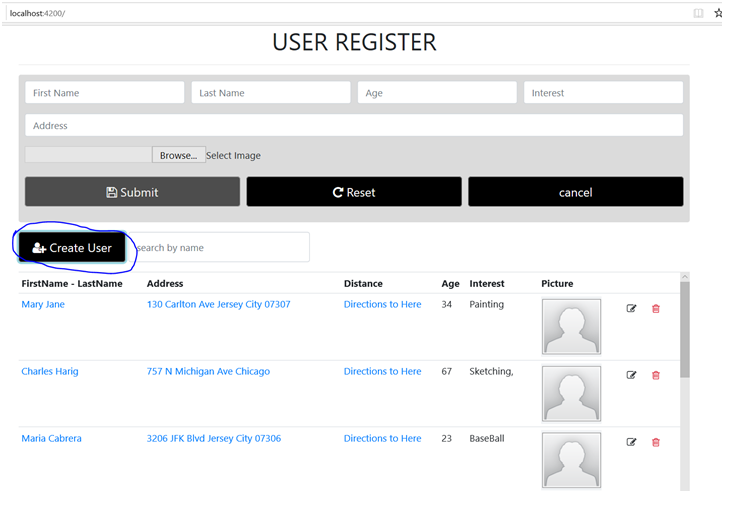 localhost:4200/
USER REGISTER
First Name Last Name Age Interest
Address
Browse... Select Image
Submit Reset cancel
Create User search by name
FirstName - LastName Address Distance Age Interest Picture
Mary Jane 130 Carlton Ave Jersey City 07307 Directions to Here 34 Painting
Charles Harig 757 N Michigan Ave Chicago Directions to Here 67 Sketching,
Maria Cabrera 3206 JFK Blvd Jersey City 07306 Directions to Here 23 BaseBall